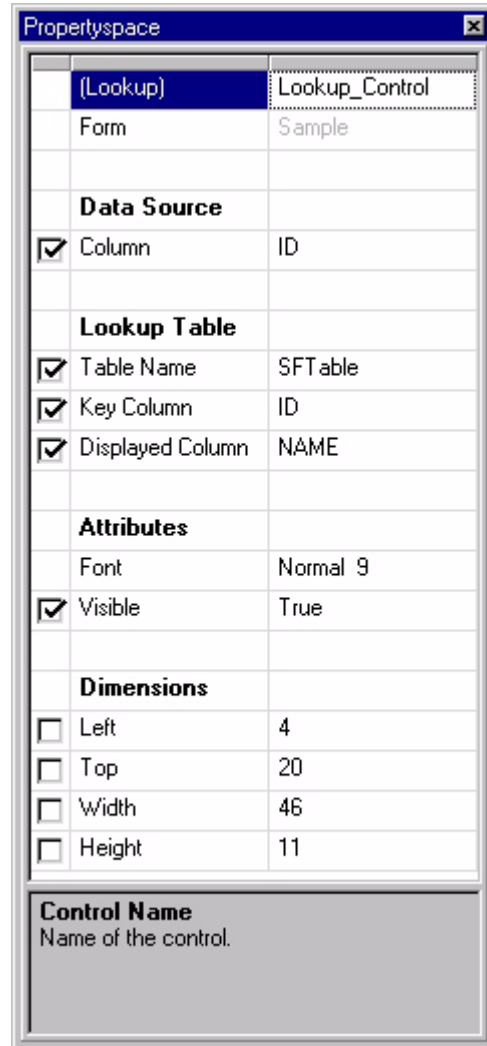 Propertyspace
(Lookup) Lookup_Control
Form Sample
Data Source
Column ID
Lookup Table
Table Name SFTable
Key Column ID
Displayed Column NAME
Attributes
Font Normal 9
Visible True
Dimensions
Left 4
Top 20
Width 46
Height 11
Control Name
Name of the control.